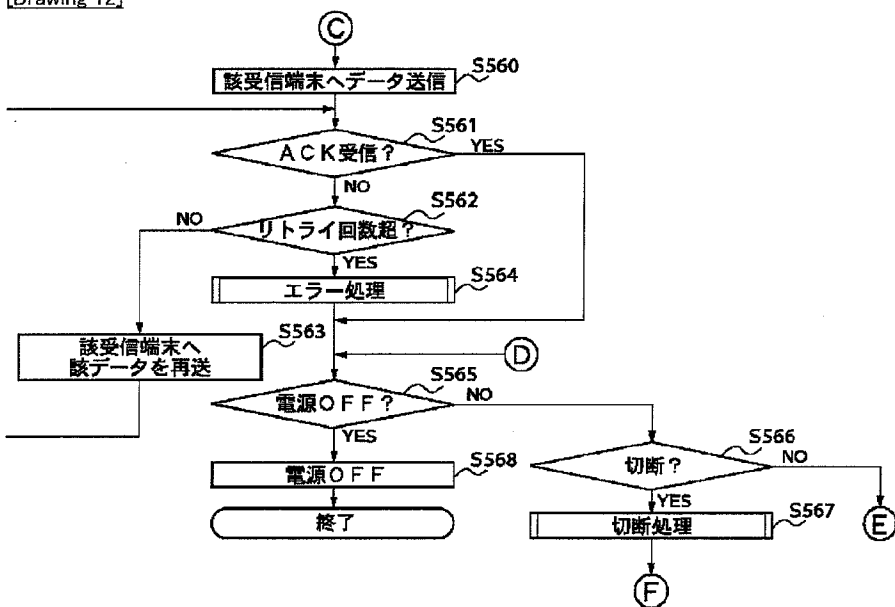 [Drawing 12]
C
該受信端末へデータ送信
S560
ACK受信?
S561
YES
NO
リトライ回数超?
S562
NO
YES
エラー処理
S564
該受信端末へ
該データを再送
S563
D
電源OFF?
S565
NO
YES
電源OFF
S568
終了
切断?
S566
NO
YES
切断処理
S567
E
F